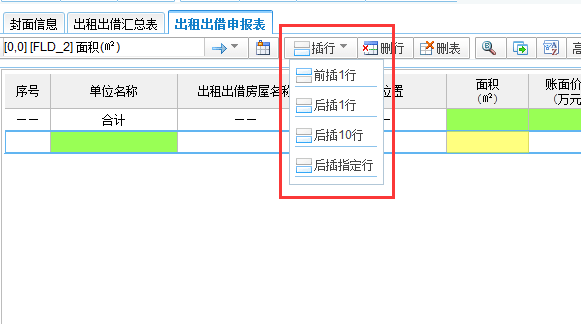 封面信息 出租出借汇总表 出租出借申报表
[0,0] [FLD_2] 面积(㎡) 插行 删行 删表
前插1行
后插1行
后插10行
后插指定行
序号 单位名称 出租出借房屋名称 位置 面积 (㎡) 账面价 (万元
—— 合计 —— —